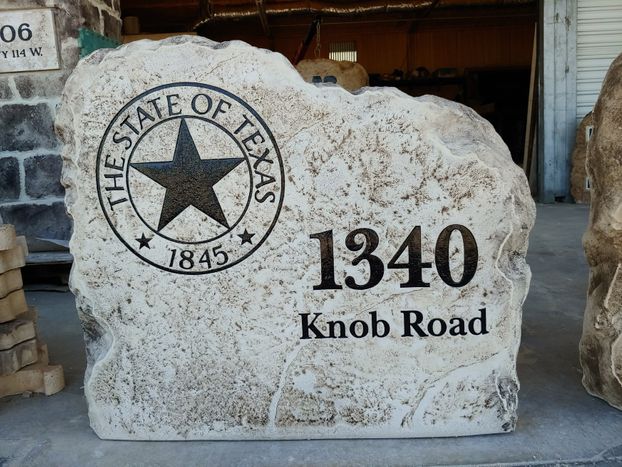 06
Y 114 W.
THE STATE OF TEXAS
1845
1340
Knob Road